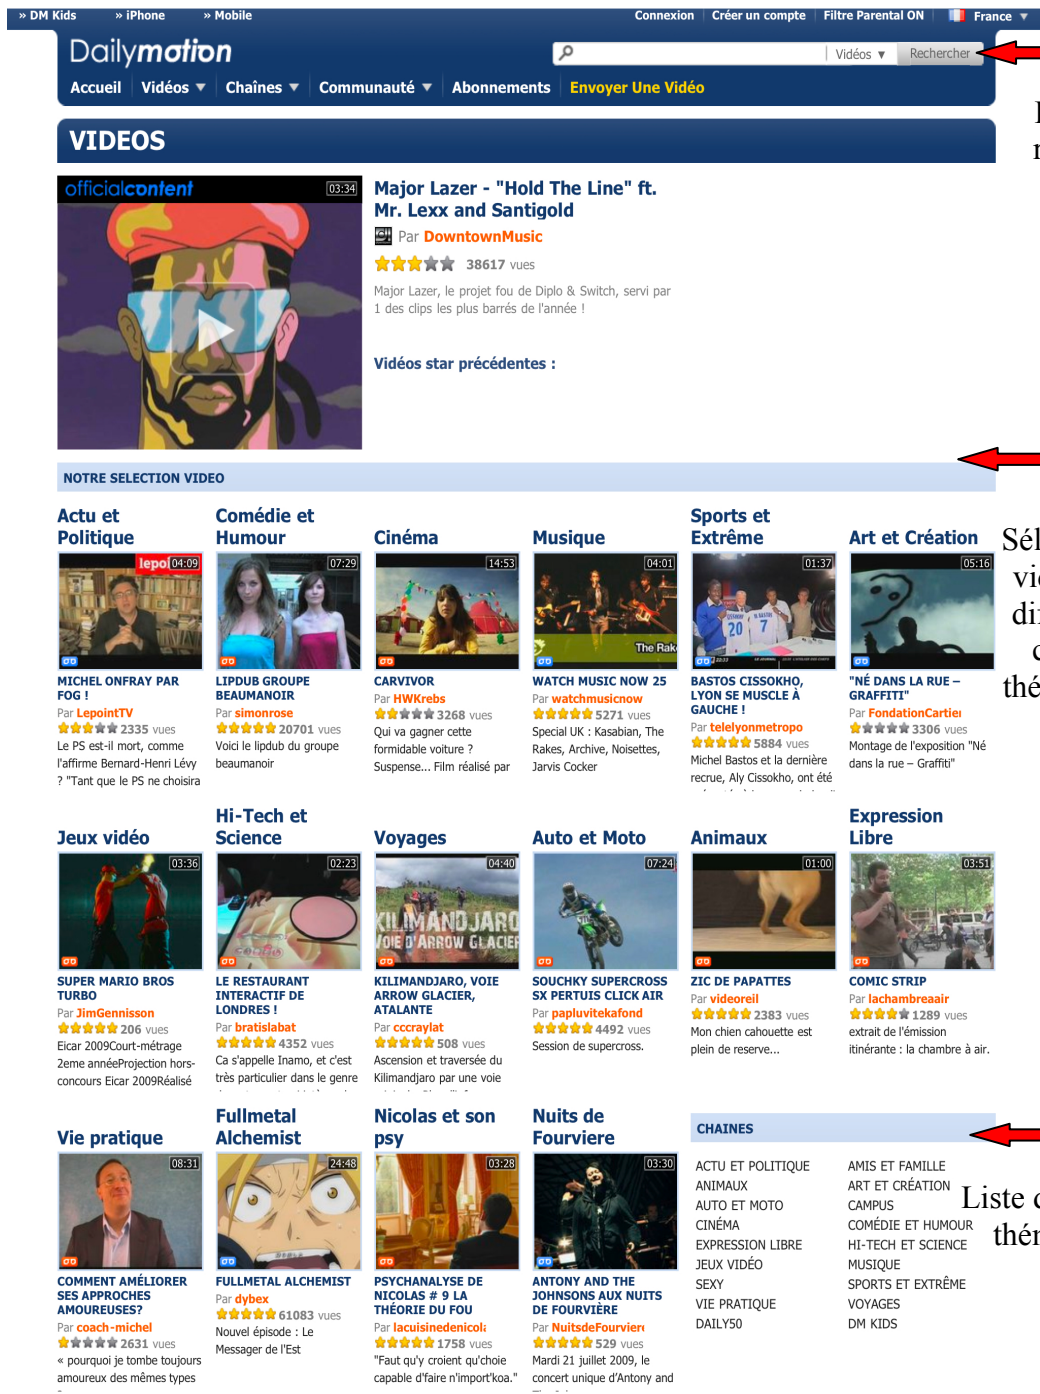 » DM Kids » iPhone » Mobile Connexion Créer un compte Filtre Parental ON France
Dailymotion
Vidéos Rechercher
Accueil Vidéos Chaînes Communauté Abonnements Envoyer Une Vidéo
VIDEOS
officialcontent 03:34
Major Lazer - "Hold The Line" ft.
Mr. Lexx and Santigold
Par DowntownMusic
38617 vues
Major Lazer, le projet fou de Diplo & Switch, servi par
1 des clips les plus barrés de l'année !
Vidéos star précédentes :
NOTRE SELECTION VIDEO
Actu et
Politique
lepoi 04:09
MICHEL ONFRAY PAR
FOG !
Par LepointTV
2335 vues
Le PS est-il mort, comme
l'affirme Bernard-Henri Lévy
? "Tant que le PS ne choisira
Comédie et
Humour
07:29
LIPDUB GROUPE
BEAUMANOIR
Par simonrose
20701 vues
Voici le lipdub du groupe
beaumanoir
Cinéma
14:53
CARVIVOR
Par HWKrebs
3268 vues
Qui va gagner cette
formidable voiture ?
Suspense... Film réalisé par
Musique
04:01
The Rak
WATCH MUSIC NOW 25
Par watchmusicnow
5271 vues
Special UK : Kasabian, The
Rakes, Archive, Noisettes,
Jarvis Cocker
Sports et
Extrême
01:37
20 7
BASTOS CISSOKHO,
LYON SE MUSCLE À
GAUCHE !
Par telelyonmetropo
5884 vues
Michel Bastos et la dernière
recrue, Aly Cissokho, ont été
Art et Création
05:16
"NÉ DANS LA RUE –
GRAFFITI"
Par FondationCartier
3306 vues
Montage de l'exposition "Né
dans la rue – Graffiti"
Sél
vi
di
thé
Jeux vidéo
03:36
SUPER MARIO BROS
TURBO
Par JimGennisson
206 vues
Eicar 2009Court-métrage
2eme annéeProjection hors-
concours Eicar 2009Réalisé
Hi-Tech et
Science
02:23
LE RESTAURANT
INTERACTIF DE
LONDRES !
Par bratislabat
4352 vues
Ca s'appelle Inamo, et c'est
très particulier dans le genre
Voyages
04:40
KILIMANDJARO
VOIE D'ARROW GLACIER
KILIMANDJARO, VOIE
ARROW GLACIER,
ATALANTE
Par cccraylat
508 vues
Ascension et traversée du
Kilimandjaro par une voie
Auto et Moto
07:24
SOUCHKY SUPERCROSS
SX PERTUIS CLICK AIR
Par papluvitekafond
4492 vues
Session de supercross.
Animaux
01:00
ZIC DE PAPATTES
Par videoreil
2383 vues
Mon chien cahouette est
plein de reserve...
Expression
Libre
03:51
COMIC STRIP
Par lachambreaair
1289 vues
extrait de l'émission
itinérante : la chambre à air.
Vie pratique
08:31
COMMENT AMÉLIORER
SES APPROCHES
AMOUREUSES?
Par coach-michel
2631 vues
« pourquoi je tombe toujours
amoureux des mêmes types
Fullmetal
Alchemist
24:48
FULLMETAL ALCHEMIST
Par dybex
61083 vues
Nouvel épisode : Le
Messager de l'Est
Nicolas et son
psy
03:28
PSYCHANALYSE DE
NICOLAS # 9 LA
THÉORIE DU FOU
Par lacuisinedenicola
1758 vues
"Faut qu'y croient qu'choie
capable d'faire n'import'koa."
Nuits de
Fourviere
03:30
ANTONY AND THE
JOHNSONS AUX NUITS
DE FOURVIÈRE
Par NuitsdeFourviere
529 vues
Mardi 21 juillet 2009, le
concert unique d'Antony and
CHAINES
ACTU ET POLITIQUE AMIS ET FAMILLE
ANIMAUX ART ET CRÉATION
AUTO ET MOTO CAMPUS
CINÉMA COMÉDIE ET HUMOUR
EXPRESSION LIBRE HI-TECH ET SCIENCE
JEUX VIDÉO MUSIQUE
SEXY SPORTS ET EXTRÊME
VIE PRATIQUE VOYAGES
DAILY50 DM KIDS
Liste
thé